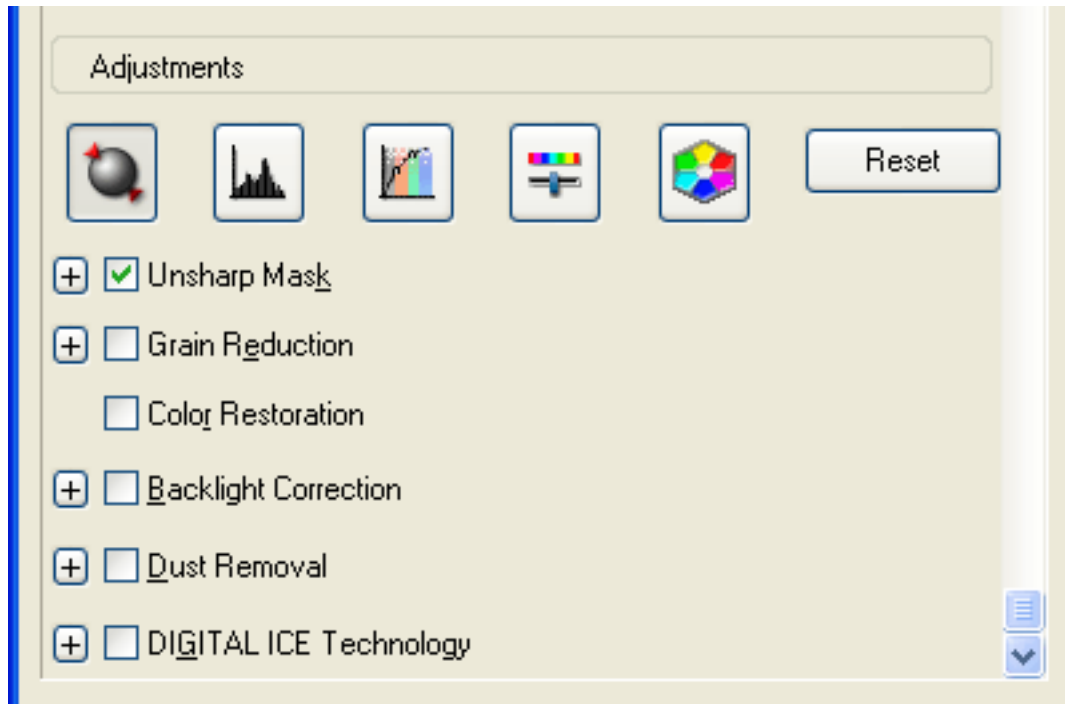 Adjustments
Reset
Unsharp Mask
Grain Reduction
Color Restoration
Backlight Correction
Dust Removal
DIGITAL ICE Technology